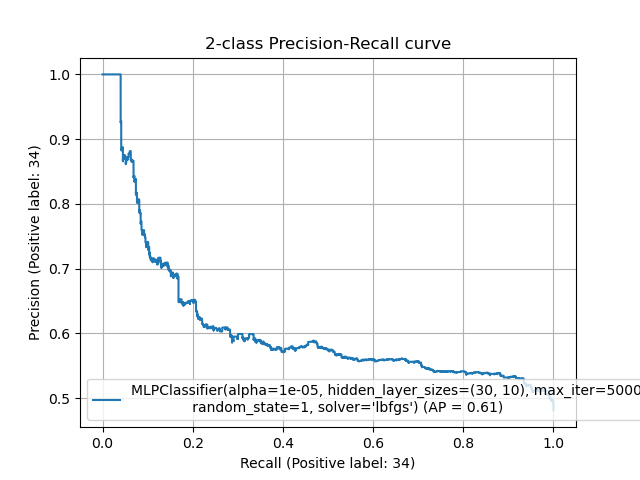 2-class Precision-Recall curve
1.0
0.9
0.8
0.7
0.6
0.5
Precision (Positive label: 34)
MLPClassifier(alpha=1e-05, hidden_layer_sizes=(30, 10), max_iter=5000
random_state=1, solver='lbfgs') (AP = 0.61)
0.0 0.2 0.4 0.6 0.8 1.0
Recall (Positive label: 34)